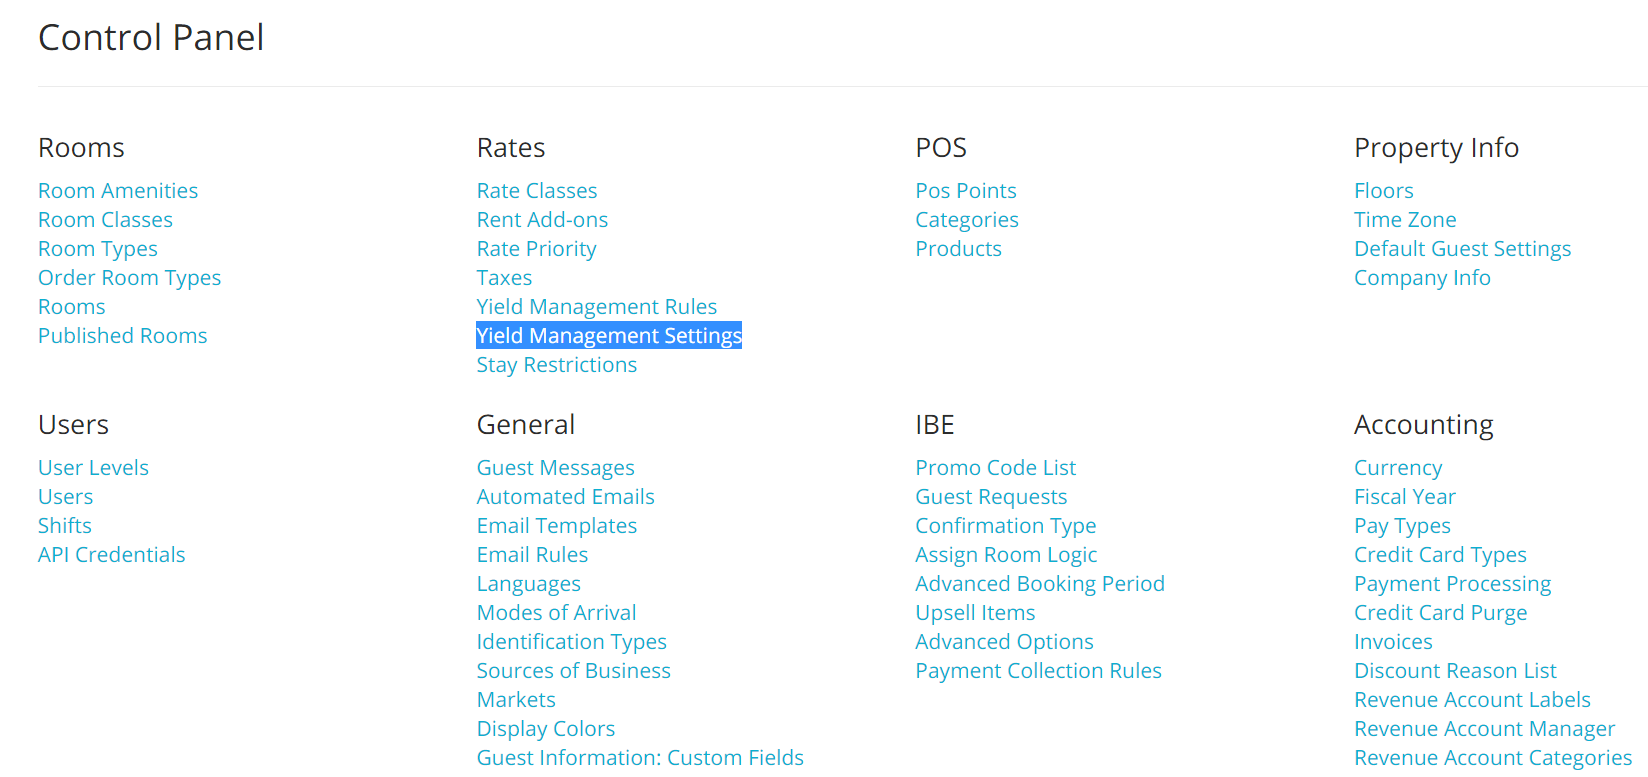 Control Panel
Rooms
Room Amenities
Room Classes
Room Types
Order Room Types
Rooms
Published Rooms
Rates
Rate Classes
Rent Add-ons
Rate Priority
Taxes
Yield Management Rules
Yield Management Settings
Stay Restrictions
POS
Pos Points
Categories
Products
Property Info
Floors
Time Zone
Default Guest Settings
Company Info
Users
User Levels
Users
Shifts
API Credentials
General
Guest Messages
Automated Emails
Email Templates
Email Rules
Languages
Modes of Arrival
Identification Types
Sources of Business
Markets
Display Colors
Guest Information: Custom Fields
IBE
Promo Code List
Guest Requests
Confirmation Type
Assign Room Logic
Advanced Booking Period
Upsell Items
Advanced Options
Payment Collection Rules
Accounting
Currency
Fiscal Year
Pay Types
Credit Card Types
Payment Processing
Credit Card Purge
Invoices
Discount Reason List
Revenue Account Labels
Revenue Account Manager
Revenue Account Categories